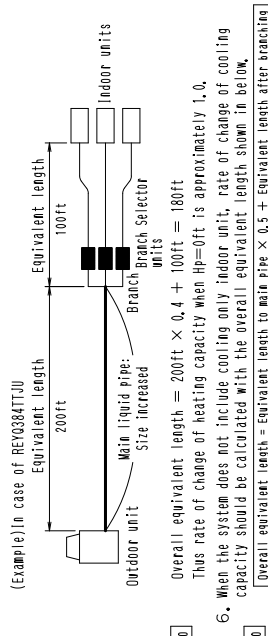 (Example)In case of REYQ384TTJU
Equivalent length
200ft
Equivalent length
100ft
Outdoor unit
Main liquid pipe:
Size increased
Branch
Branch Selector
units
Indoor units
Overall equivalent length = 200ft × 0.4 + 100ft = 180ft
Thus rate of change of heating capacity when Hp=0ft is approximately 1.0.
6. When the system does not include cooling only indoor unit, rate of change of cooling
capacity should be calculated with the overall equivalent length shown in below.
Overall equivalent length = Equivalent length to main pipe × 0.5 + Equivalent length after branching